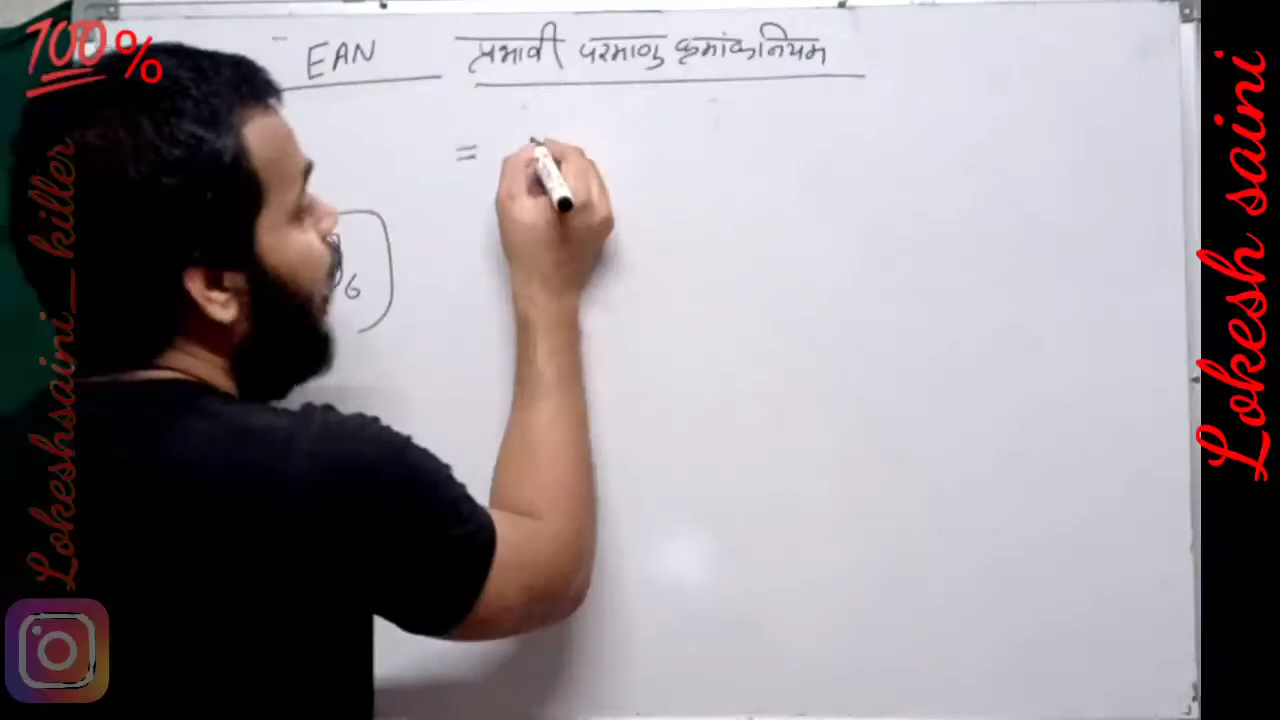 100%
EAN प्रभावी परमाणु क्रमांक नियम
=
6
Lokeshsaini_killer
Lokesh saini